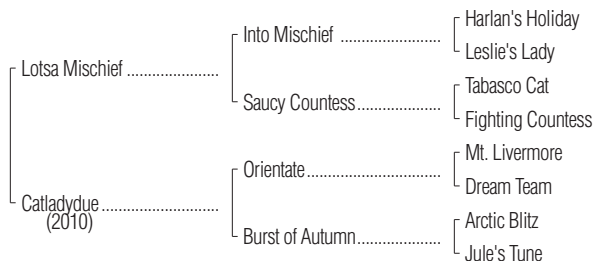 Harlan's Holiday
Into Mischief ....................
Leslie's Lady
Lotsa Mischief ....................
Tabasco Cat
Saucy Countess ....................
Fighting Countess
Mt. Livermore
Orientate ....................
Dream Team
Catladydue ....................
(2010)
Arctic Blitz
Burst of Autumn ....................
Jule's Tune